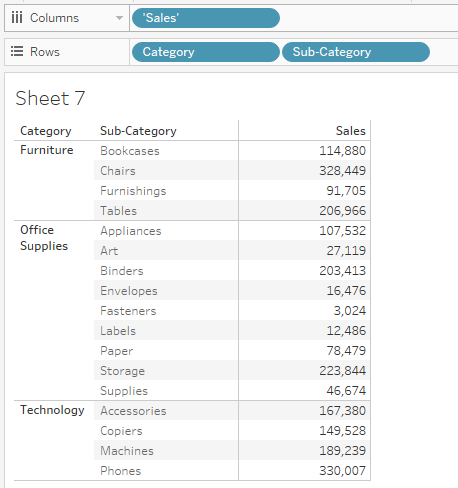 Columns 'Sales'
Rows Category Sub-Category
Sheet 7
Category Sub-Category Sales
Furniture Bookcases 114,880
Chairs 328,449
Furnishings 91,705
Tables 206,966
Office Supplies Appliances 107,532
Art 27,119
Binders 203,413
Envelopes 16,476
Fasteners 3,024
Labels 12,486
Paper 78,479
Storage 223,844
Supplies 46,674
Technology Accessories 167,380
Copiers 149,528
Machines 189,239
Phones 330,007